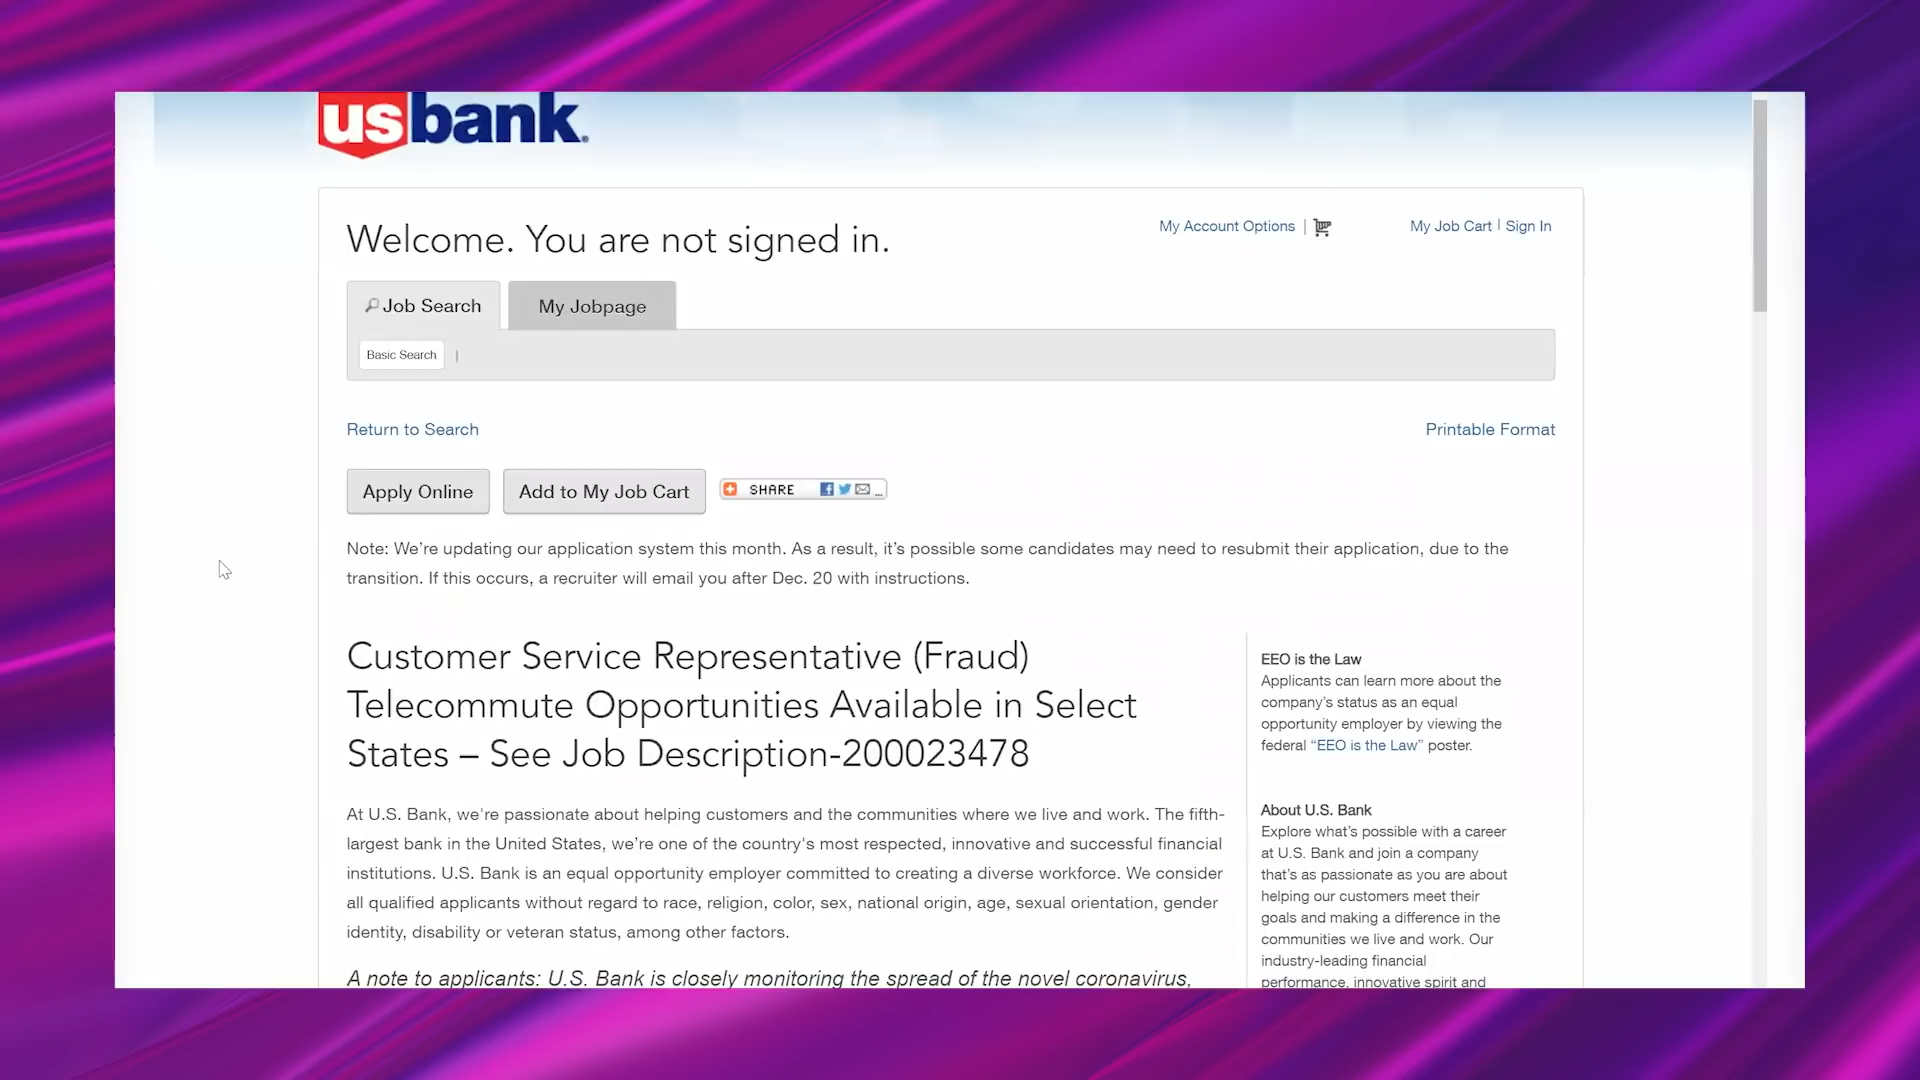 usbank
Welcome. You are not signed in.
My Account Options |
My Job Cart | Sign In
Job Search
My Jobpage
Basic Search |
Return to Search
Printable Format
Apply Online
Add to My Job Cart
SHARE ...
Note: We’re updating our application system this month. As a result, it’s possible some candidates may need to resubmit their application, due to the
transition. If this occurs, a recruiter will email you after Dec. 20 with instructions.
Customer Service Representative (Fraud)
Telecommute Opportunities Available in Select
States – See Job Description-200023478
At U.S. Bank, we're passionate about helping customers and the communities where we live and work. The fifth-
largest bank in the United States, we’re one of the country's most respected, innovative and successful financial
institutions. U.S. Bank is an equal opportunity employer committed to creating a diverse workforce. We consider
all qualified applicants without regard to race, religion, color, sex, national origin, age, sexual orientation, gender
identity, disability or veteran status, among other factors.
A note to applicants: U.S. Bank is closely monitoring the spread of the novel coronavirus,
EEO is the Law
Applicants can learn more about the
company’s status as an equal
opportunity employer by viewing the
federal “EEO is the Law” poster.
About U.S. Bank
Explore what’s possible with a career
at U.S. Bank and join a company
that’s as passionate as you are about
helping our customers meet their
goals and making a difference in the
communities we live and work. Our
industry-leading financial
performance, innovative spirit and